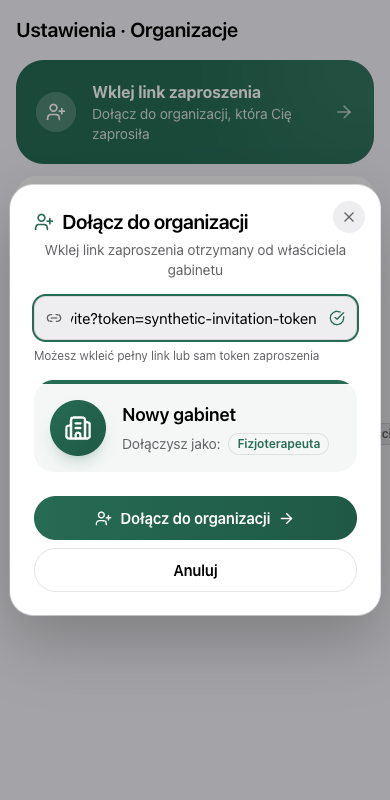 Ustawienia · Organizacje
Wklej link zaproszenia
Dołącz do organizacji, która Cię
zaprosiła
Dołącz do organizacji
Wklej link zaproszenia otrzymany od właściciela
gabinetu
vite?token=synthetic-invitation-token
Możesz wkleić pełny link lub sam token zaproszenia
Nowy gabinet
Dołączysz jako: Fizjoterapeuta
Dołącz do organizacji
Anuluj